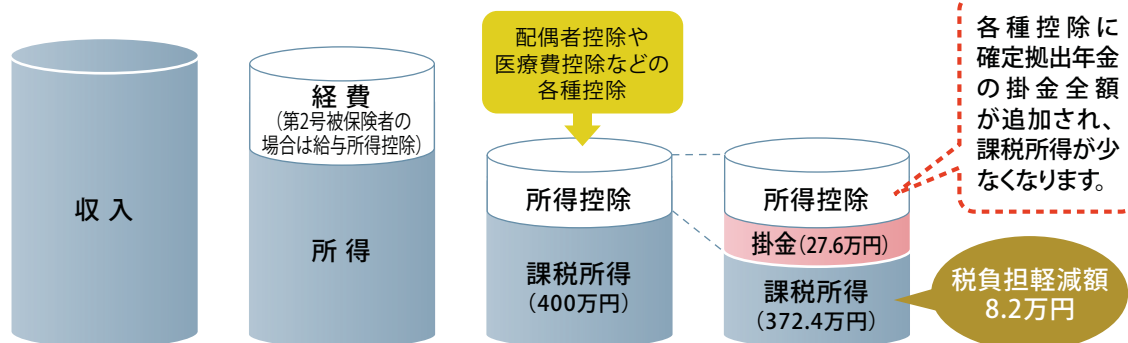 収入
経費
(第2号被保険者の
場合は給与所得控除)
所得
配偶者控除や
医療費控除などの
各種控除
所得控除
課税所得
(400万円)
所得控除
掛金(27.6万円)
課税所得
(372.4万円)
各種控除に
確定拠出年金
の掛金全額
が追加され、
課税所得が少
なくなります。
税負担軽減額
8.2万円